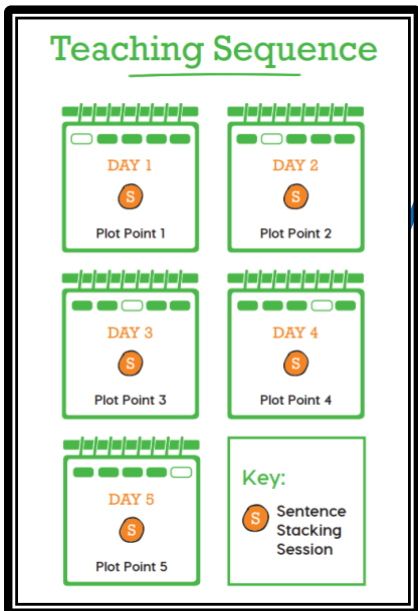 Teaching Sequence
DAY 1
S
Plot Point 1
DAY 2
S
Plot Point 2
DAY 3
S
Plot Point 3
DAY 4
S
Plot Point 4
DAY 5
S
Plot Point 5
Key:
S Sentence
Stacking
Session